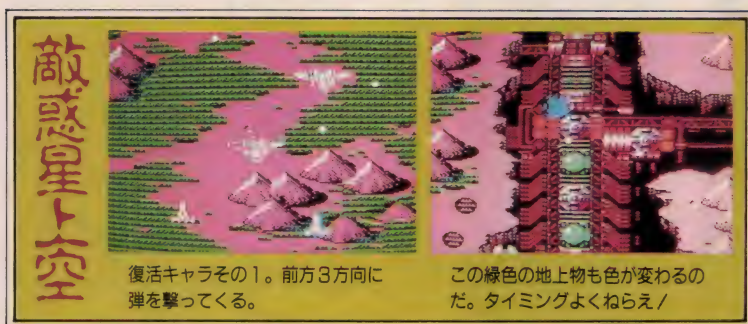 敵惑星上空
復活キャラその1。前方3方向に
弾を撃ってくる。
この緑色の地上物も色が変わるの
だ。タイミングよくねらえ!